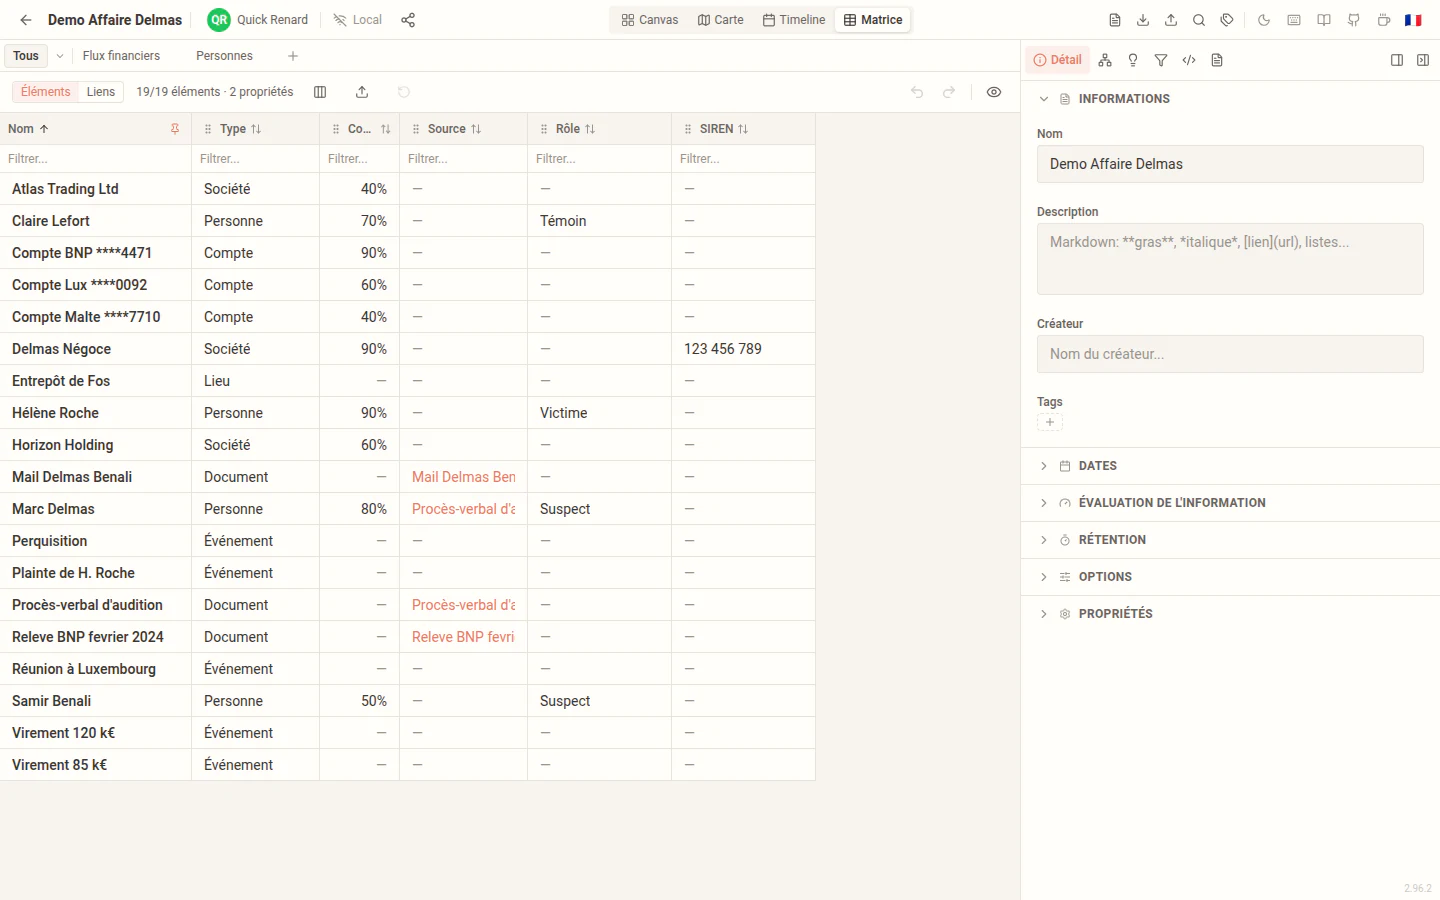 Demo Affaire Delmas
QR Quick Renard
Local
Canvas Carte Timeline Matrice
Tous Flux financiers Personnes
Éléments Liens 19/19 éléments · 2 propriétés
Nom Type Co... Source Rôle SIREN
Filtrer... Filtrer... Filtrer... Filtrer... Filtrer... Filtrer...
Atlas Trading Ltd Société 40% — — —
Claire Lefort Personne 70% — Témoin —
Compte BNP ****4471 Compte 90% — — —
Compte Lux ****0092 Compte 60% — — —
Compte Malte ****7710 Compte 40% — — —
Delmas Négoce Société 90% — — 123 456 789
Entrepôt de Fos Lieu — — — —
Hélène Roche Personne 90% — Victime —
Horizon Holding Société 60% — — —
Mail Delmas Benali Document — Mail Delmas Ben — —
Marc Delmas Personne 80% Procès-verbal d'a Suspect —
Perquisition Événement — — — —
Plainte de H. Roche Événement — — — —
Procès-verbal d'audition Document — Procès-verbal d'a — —
Releve BNP fevrier 2024 Document — Releve BNP fevri — —
Réunion à Luxembourg Événement — — — —
Samir Benali Personne 50% — Suspect —
Virement 120 k€ Événement — — — —
Virement 85 k€ Événement — — — —
Détail
INFORMATIONS
Nom
Demo Affaire Delmas
Description
Markdown: **gras**, *italique*, [lien](url), listes...
Créateur
Nom du créateur...
Tags
DATES
ÉVALUATION DE L'INFORMATION
RÉTENTION
OPTIONS
PROPRIÉTÉS
2.96.2